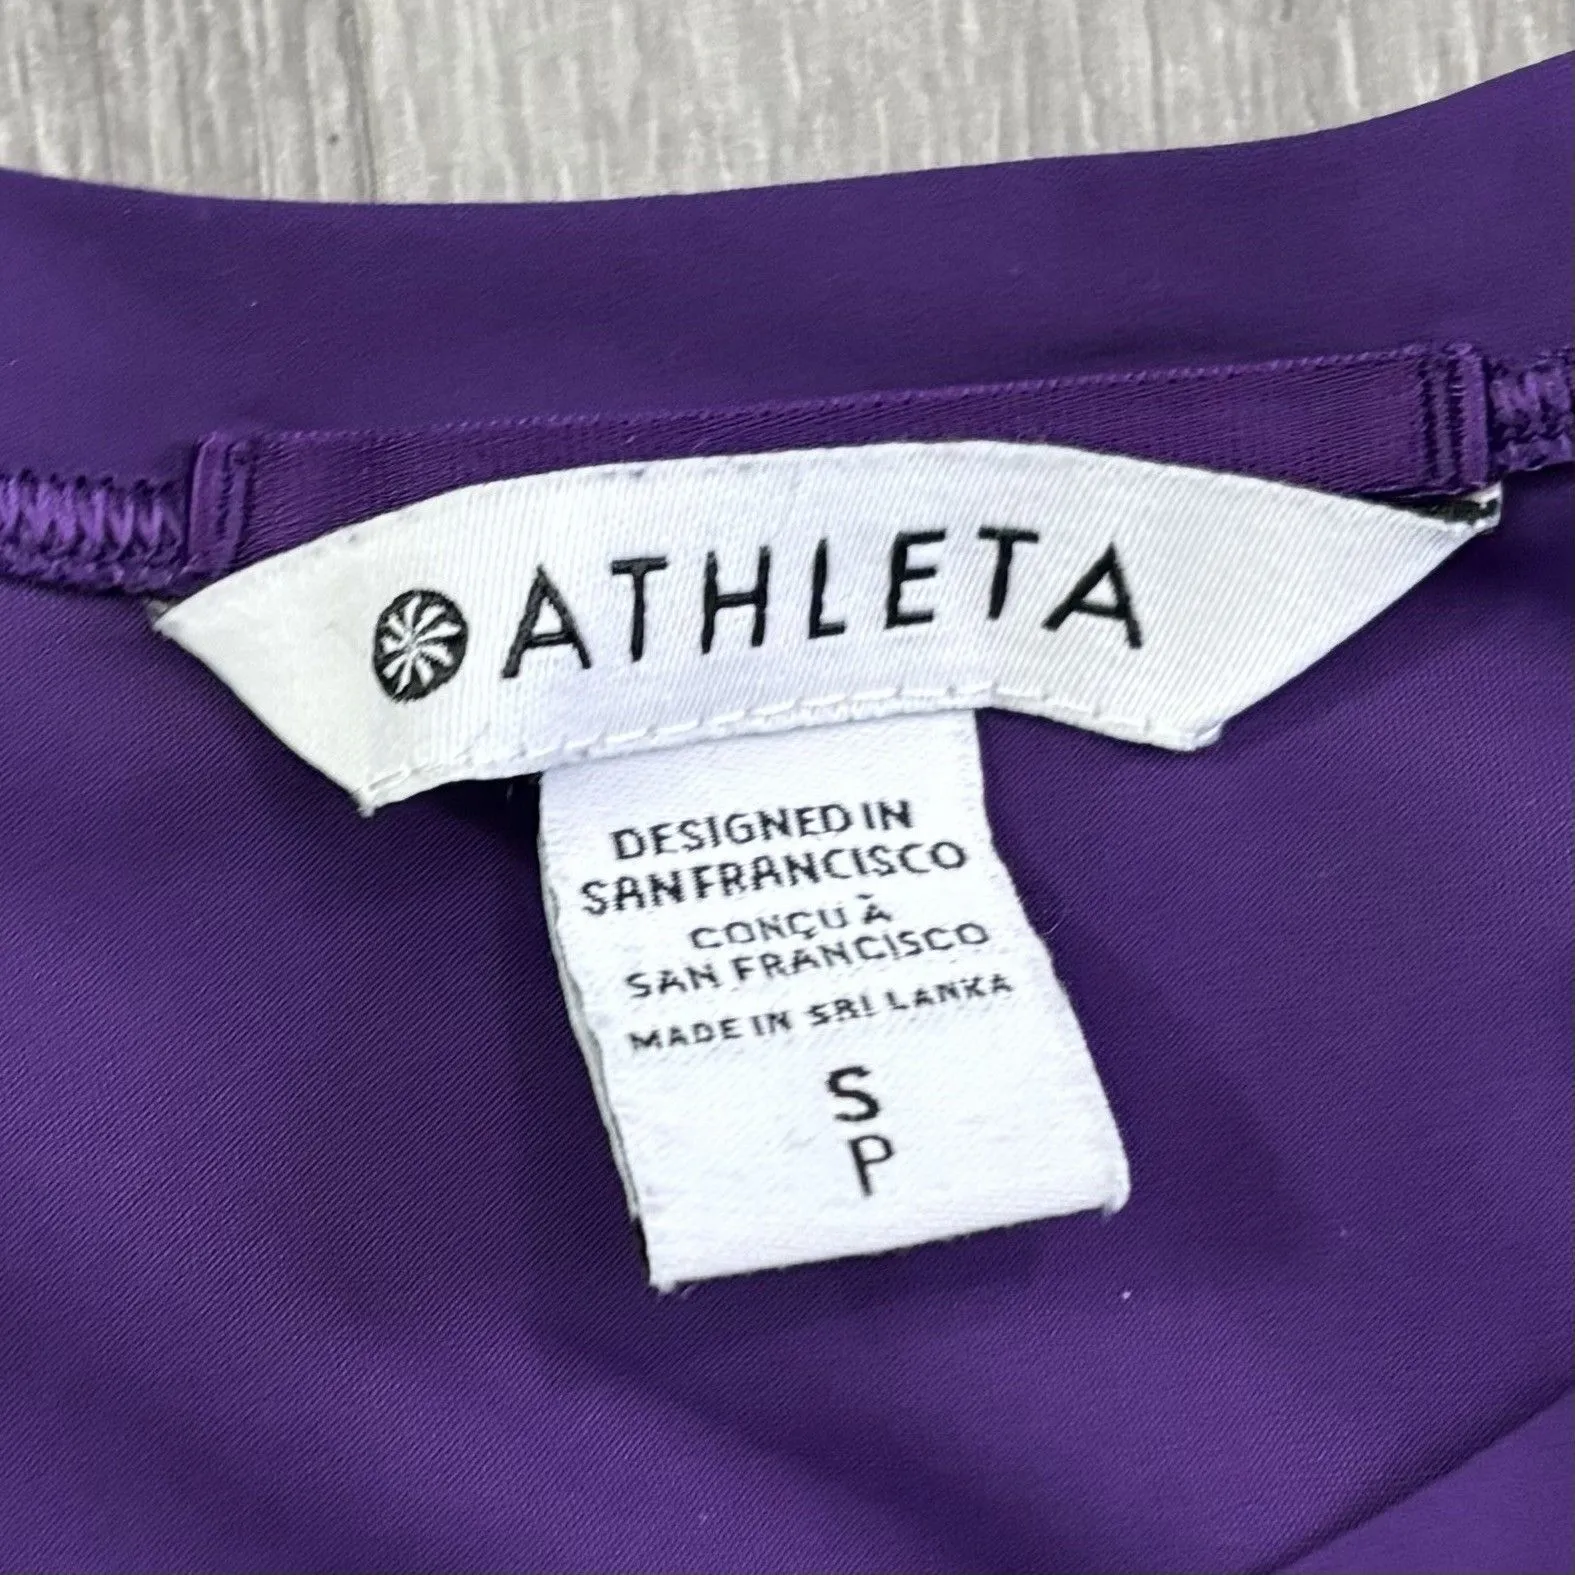 ATHLETA
DESIGNED IN
SAN FRANCISCO
CONÇU À
SAN FRANCISCO
MADE IN SRI LANKA
S
P